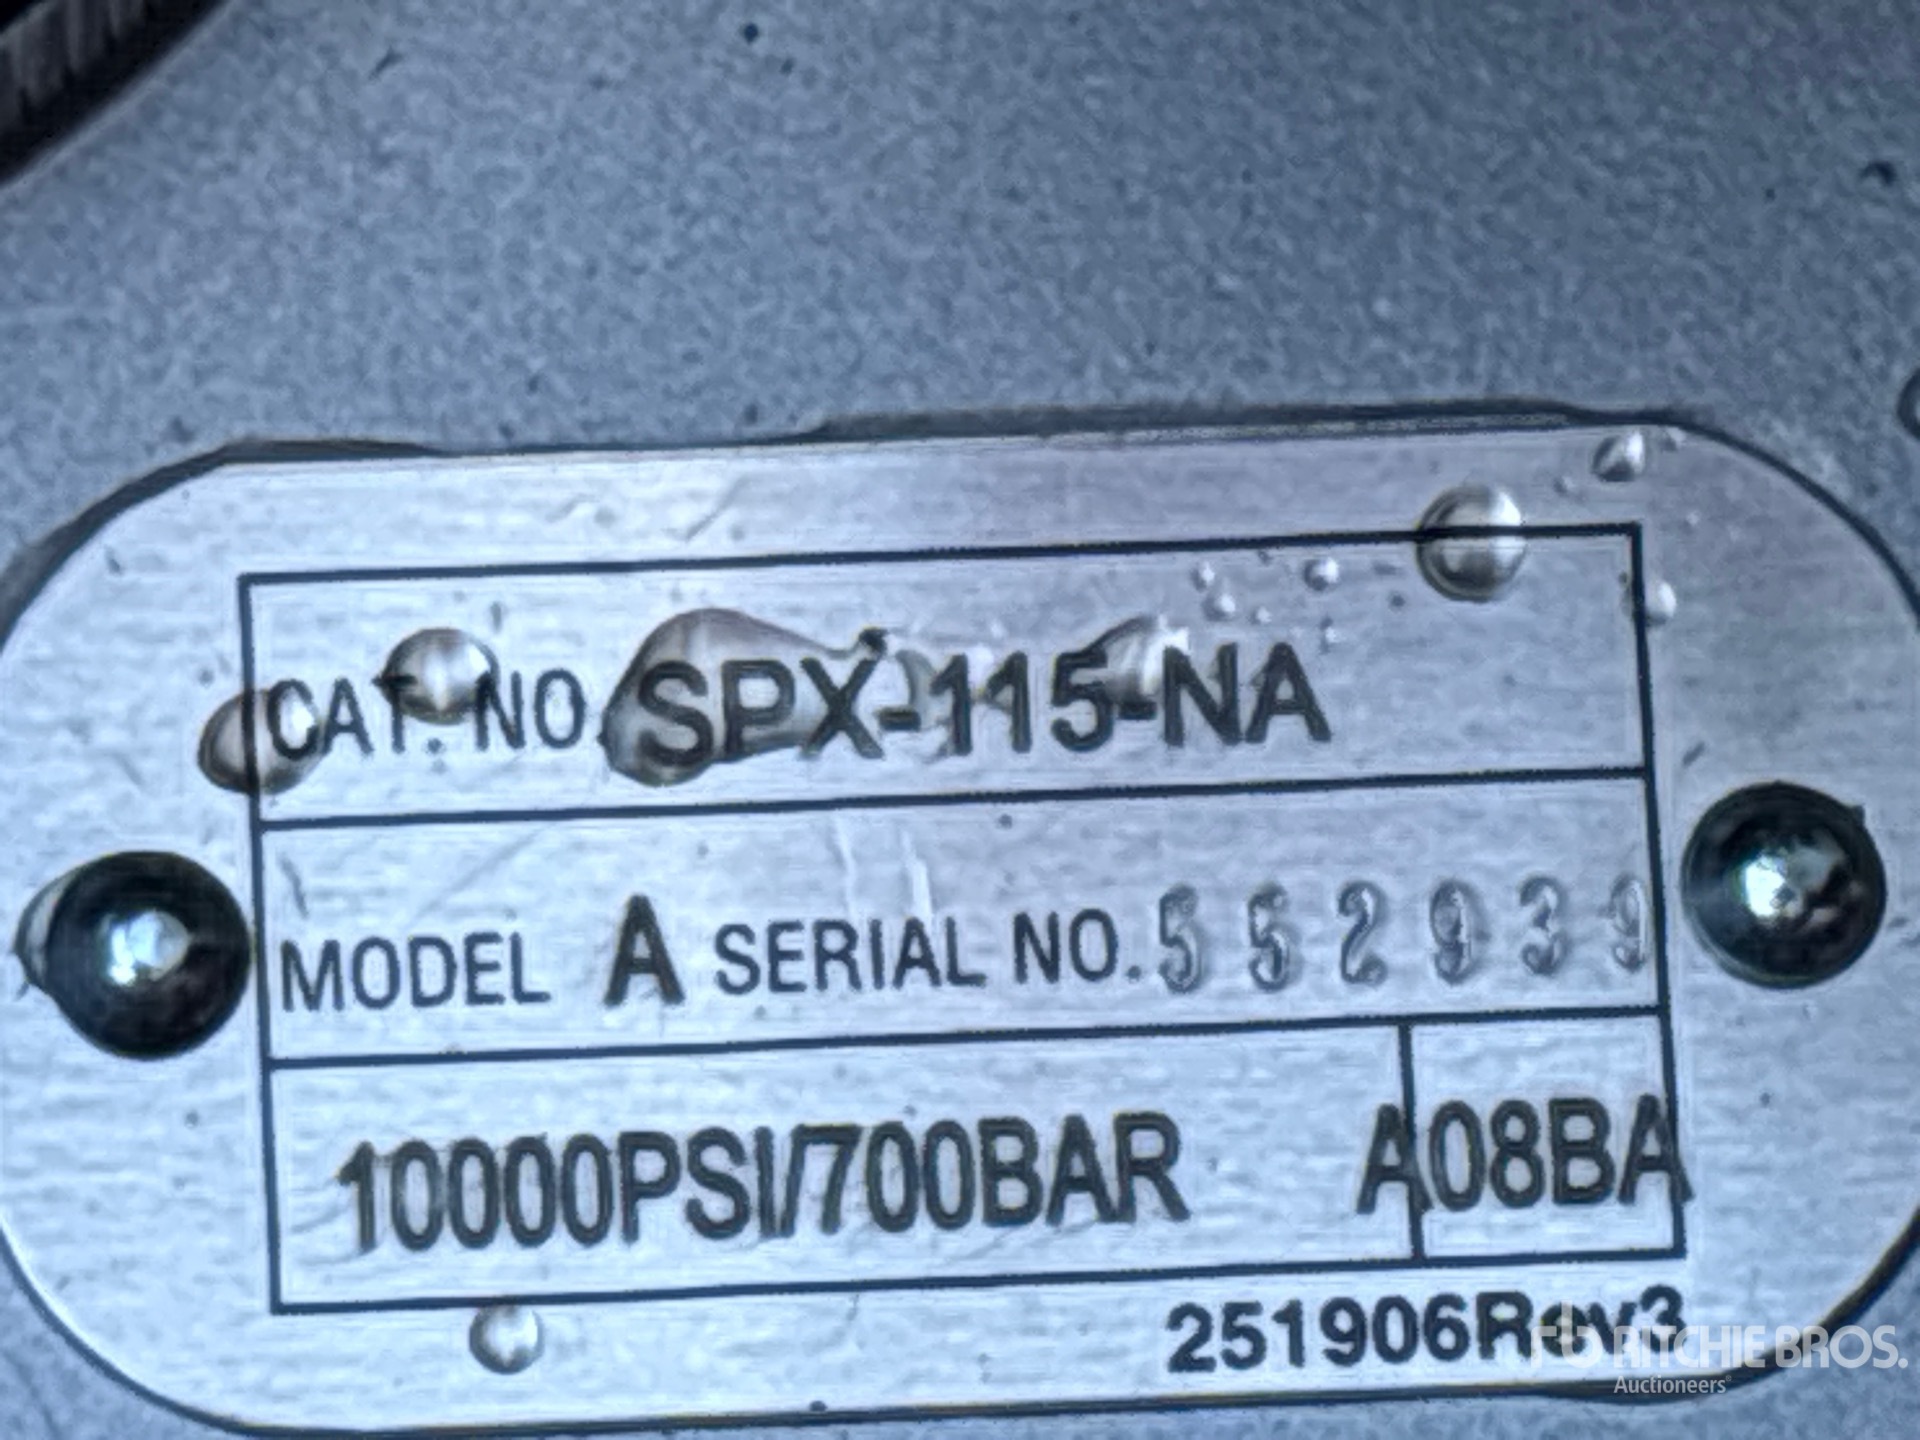 CAT. NO. SPX-115-NA
MODEL A SERIAL NO. 552939
10000PSI/700BAR A08BA
251906Rev3
RITCHIE BROS.
Auctioneers®